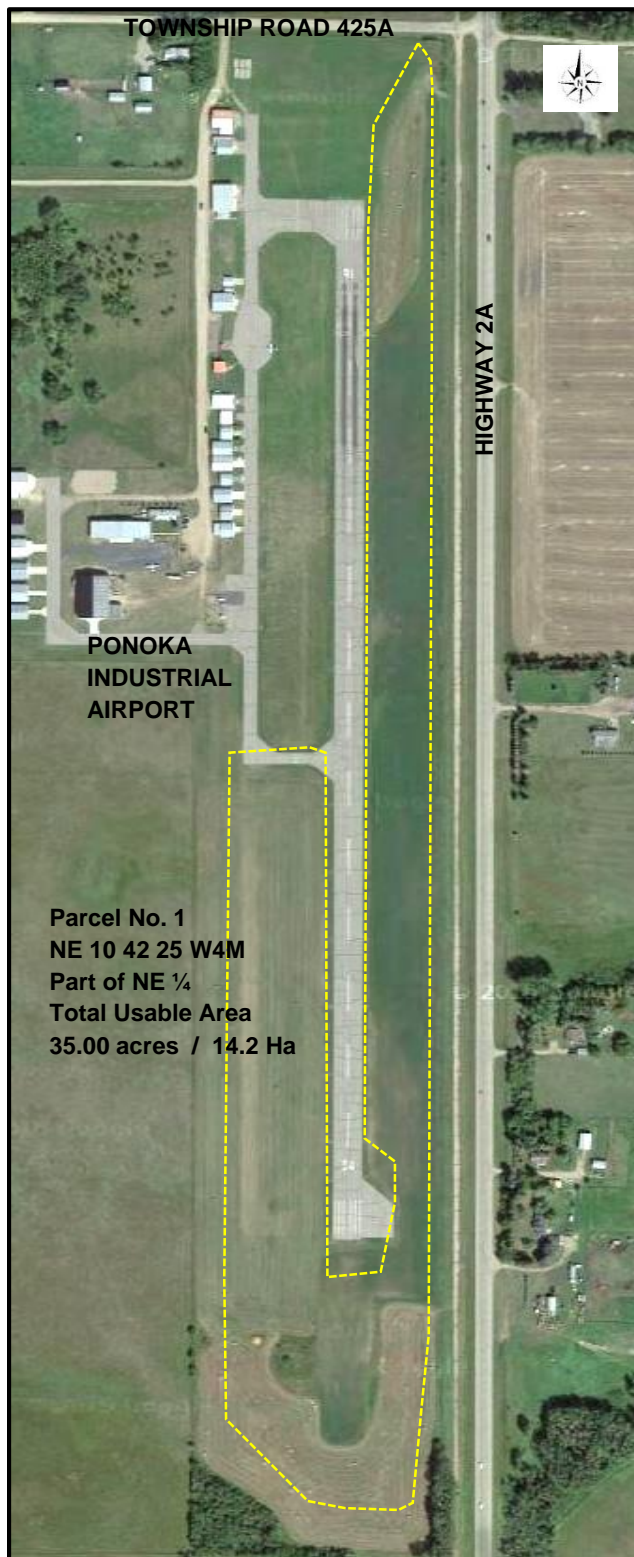 TOWNSHIP ROAD 425A
N
HIGHWAY 2A
PONOKA
INDUSTRIAL
AIRPORT
Parcel No. 1
NE 10 42 25 W4M
Part of NE ¼
Total Usable Area
35.00 acres / 14.2 Ha